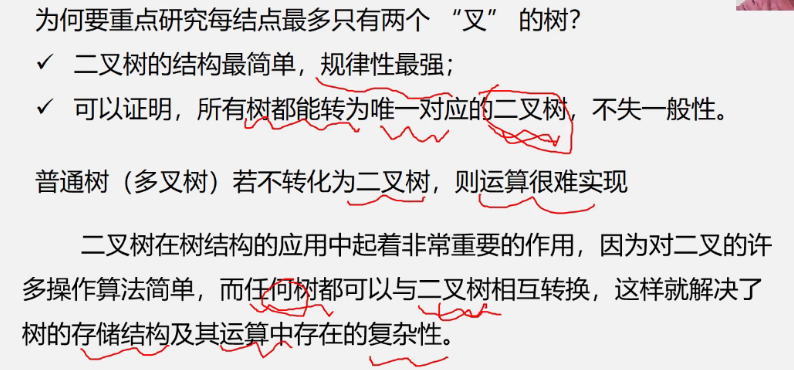 为何要重点研究每结点最多只有两个 “叉” 的树?
✓ 二叉树的结构最简单，规律性最强；
✓ 可以证明，所有树都能转为唯一对应的二叉树，不失一般性。
普通树（多叉树）若不转化为二叉树，则运算很难实现
二叉树在树结构的应用中起着非常重要的作用，因为对二叉的许
多操作算法简单，而任何树都可以与二叉树相互转换，这样就解决了
树的存储结构及其运算中存在的复杂性。